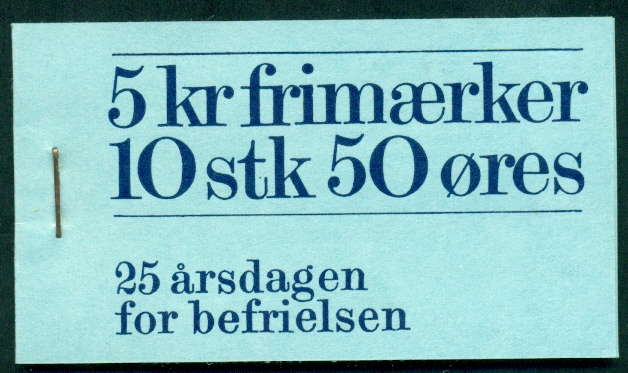 5 kr frimærker
10 stk 50 øres
25 årsdagen
for befrielsen